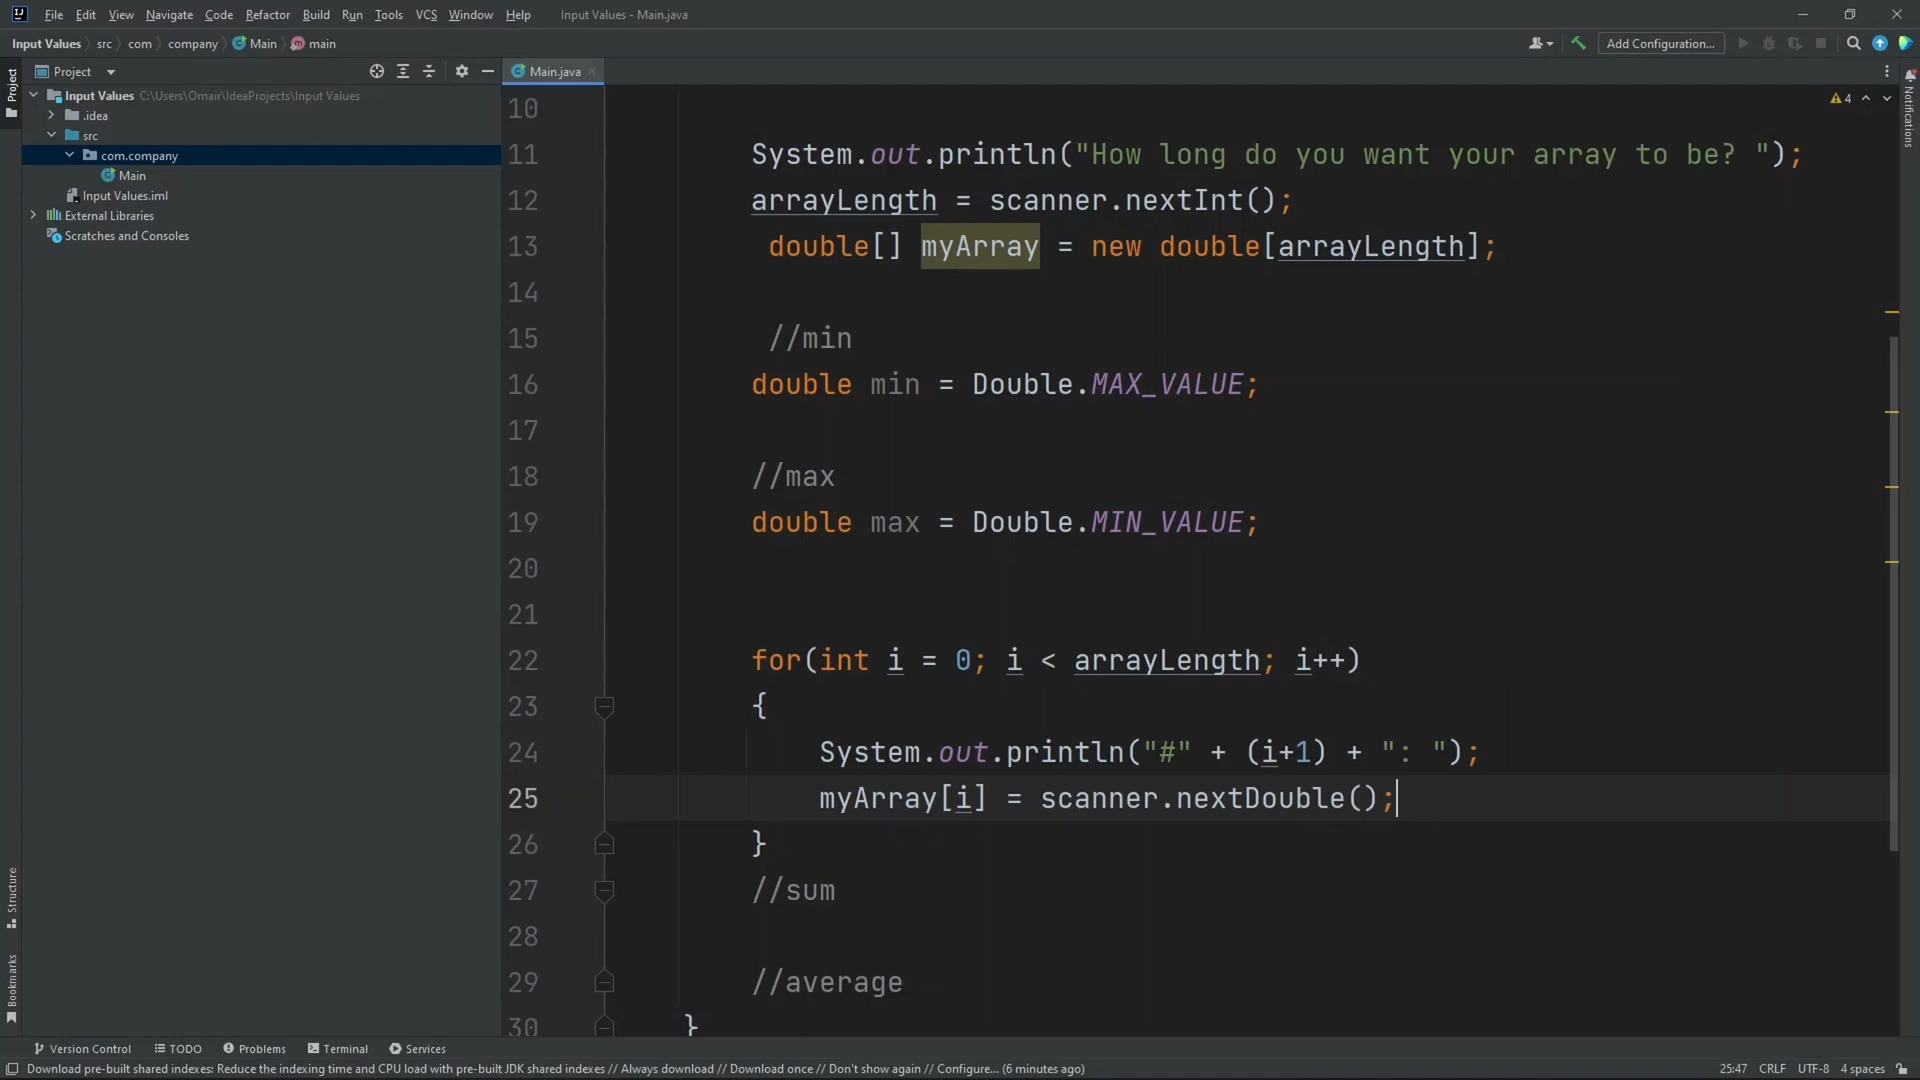 File Edit View Navigate Code Refactor Build Run Tools VCS Window Help Input Values - Main.java
Input Values src com company Main main Add Configuration...
Project Main.java
Project
Input Values C:\Users\Omair\IdeaProjects\Input Values
.idea
src
com.company
Main
Input Values.iml
External Libraries
Scratches and Consoles
Structure
Bookmarks
10
11 System.out.println("How long do you want your array to be? ");
12 arrayLength = scanner.nextInt();
13 double[] myArray = new double[arrayLength];
14
15 //min
16 double min = Double.MAX_VALUE;
17
18 //max
19 double max = Double.MIN_VALUE;
20
21
22 for(int i = 0; i < arrayLength; i++)
23 {
24 System.out.println("#" + (i+1) + ": ");
25 myArray[i] = scanner.nextDouble();
26 }
27 //sum
28
29 //average
30 }
4
Notifications
Version Control TODO Problems Terminal Services
Download pre-built shared indexes: Reduce the indexing time and CPU load with pre-built JDK shared indexes // Always download // Download once // Don't show again // Configure... (6 minutes ago) 25:47 CRLF UTF-8 4 spaces